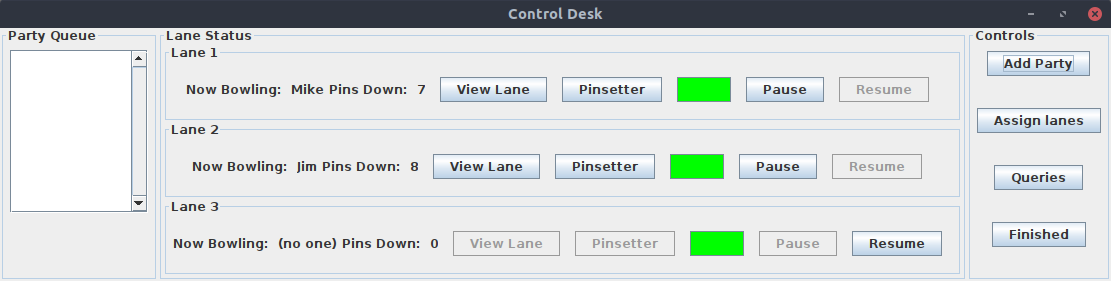 Control Desk
Party Queue
Lane Status
Lane 1
Now Bowling: Mike Pins Down: 7 View Lane Pinsetter Pause Resume
Lane 2
Now Bowling: Jim Pins Down: 8 View Lane Pinsetter Pause Resume
Lane 3
Now Bowling: (no one) Pins Down: 0 View Lane Pinsetter Pause Resume
Controls
Add Party
Assign lanes
Queries
Finished